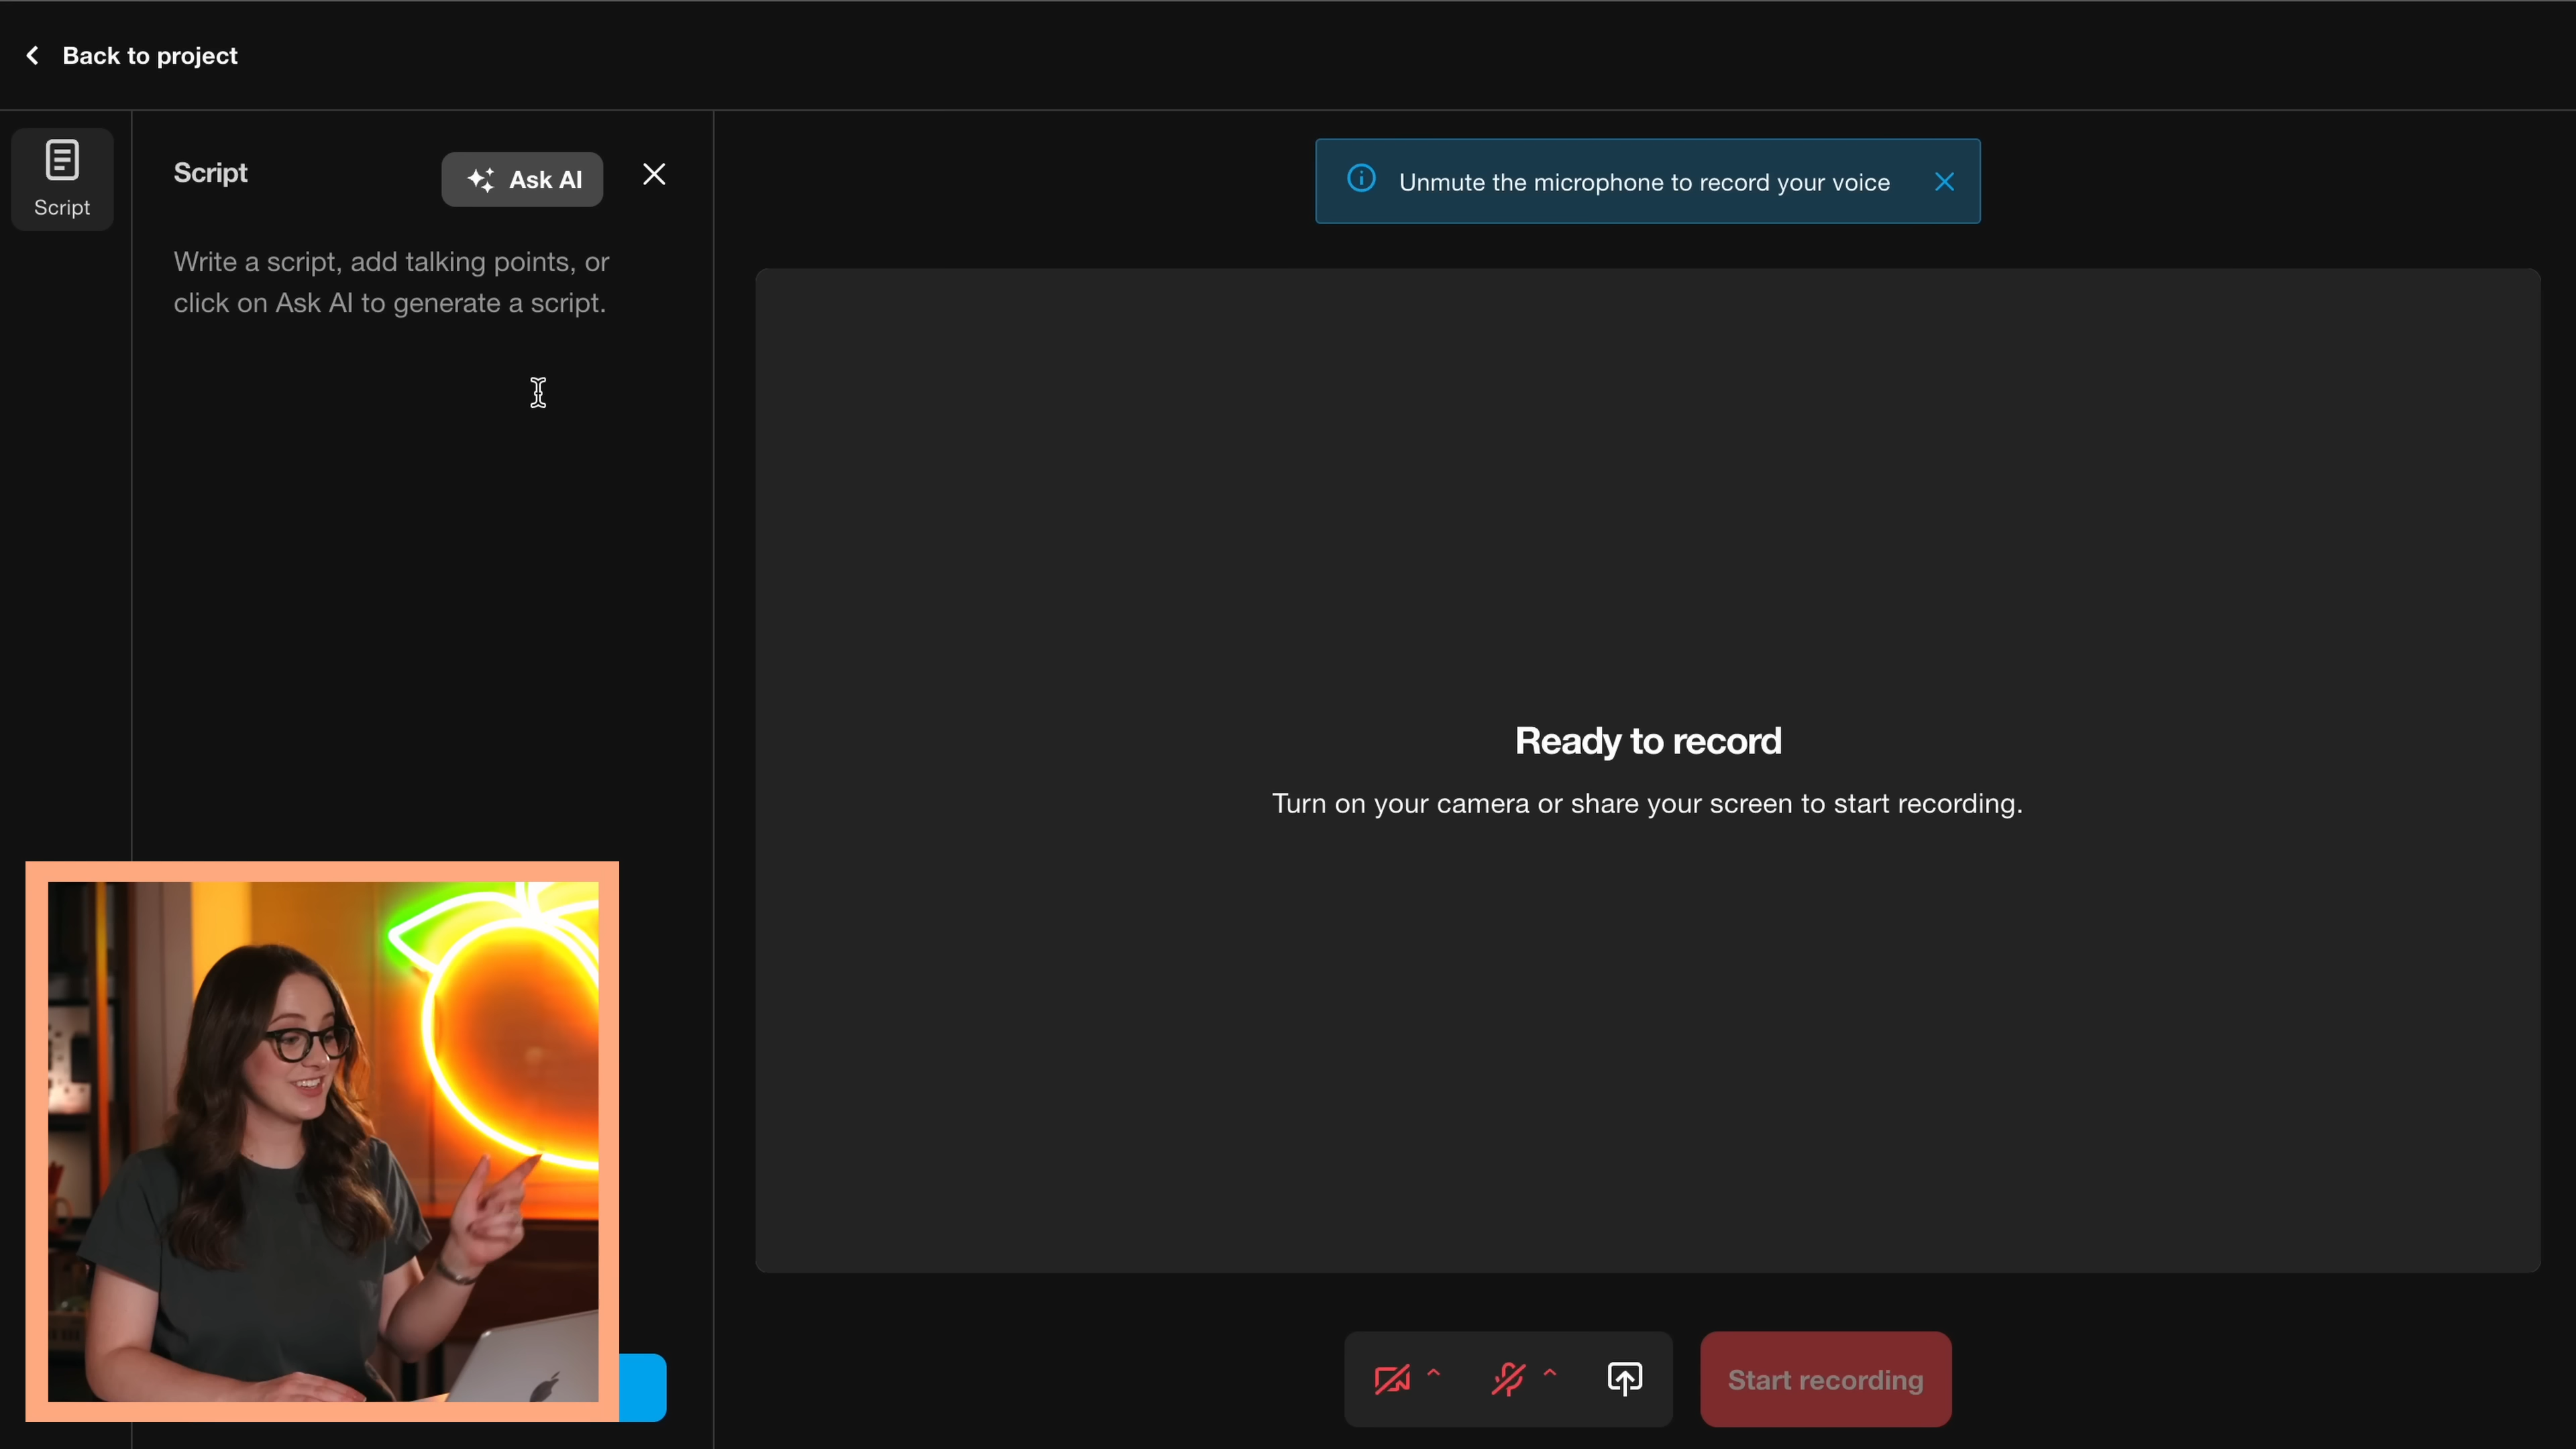 Back to project
Script
Script
Ask AI
Write a script, add talking points, or
click on Ask AI to generate a script.
Unmute the microphone to record your voice
Ready to record
Turn on your camera or share your screen to start recording.
Start recording